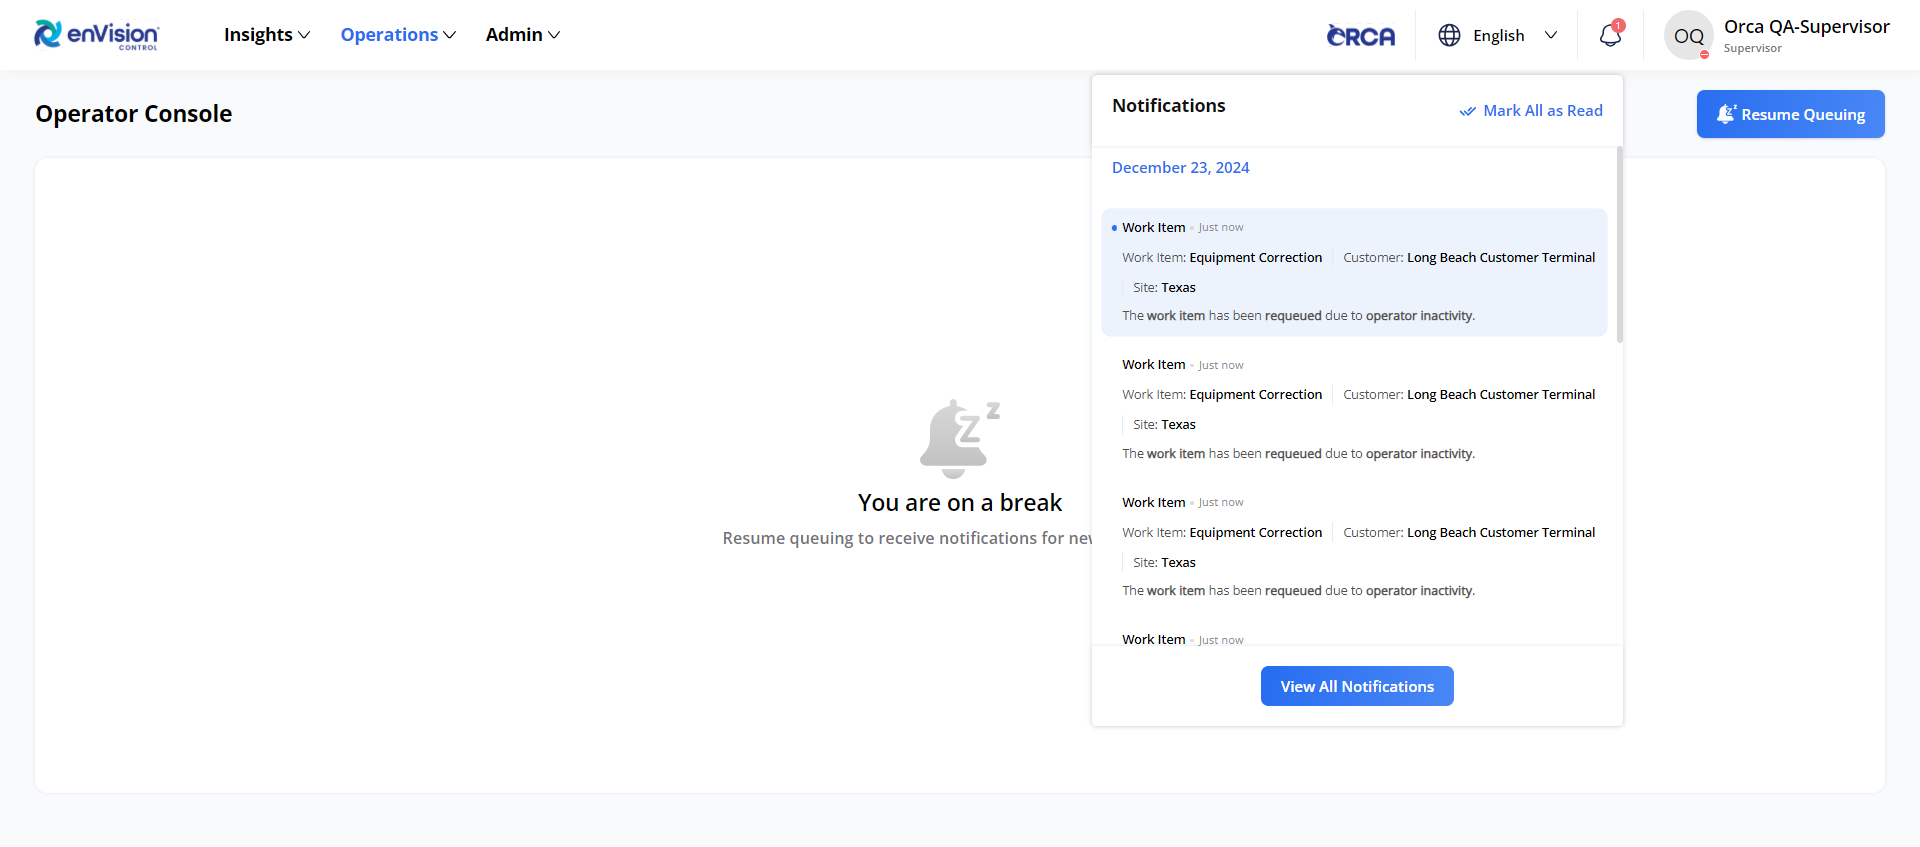 enVision
CONTROL
Insights
Operations
Admin
ORCA
English
1
OQ
Orca QA-Supervisor
Supervisor
Operator Console
Resume Queuing
You are on a break
Resume queuing to receive notifications for
Notifications
Mark All as Read
December 23, 2024
Work Item Just now
Work Item: Equipment Correction Customer: Long Beach Customer Terminal
Site: Texas
The work item has been requeued due to operator inactivity.
Work Item Just now
Work Item: Equipment Correction Customer: Long Beach Customer Terminal
Site: Texas
The work item has been requeued due to operator inactivity.
Work Item Just now
Work Item: Equipment Correction Customer: Long Beach Customer Terminal
Site: Texas
The work item has been requeued due to operator inactivity.
Work Item Just now
View All Notifications